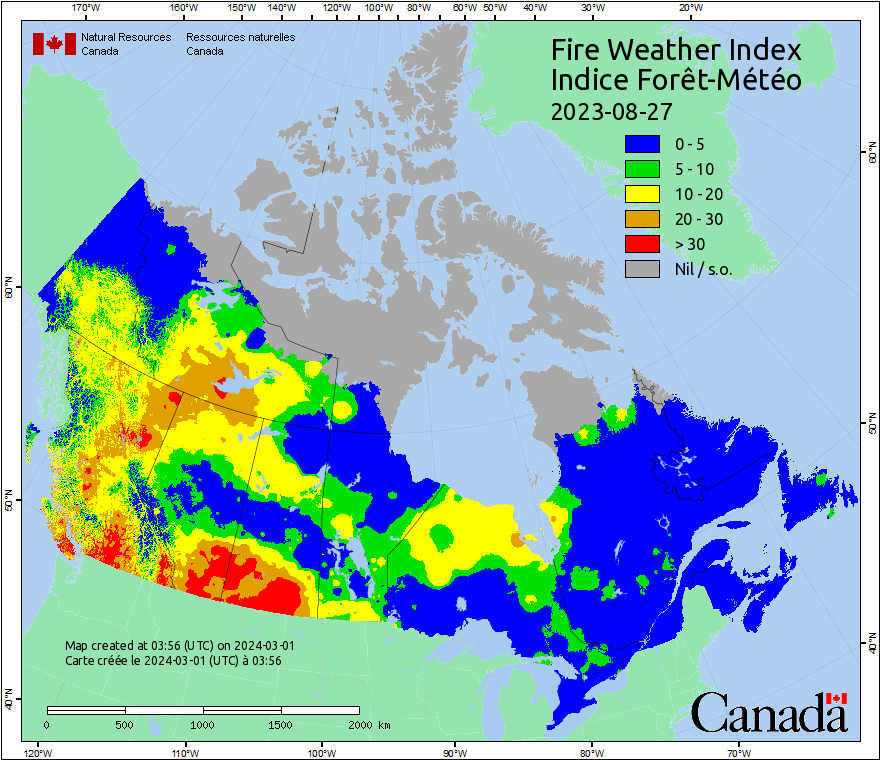 170°W 160°W 150°W 140°W 120°W 100°W 80°W 60°W 50°W 40°W 30°W 20°W
Natural Resources Ressources naturelles
Canada Canada
Fire Weather Index
Indice Forêt-Météo
2023-08-27
0 - 5
5 - 10
10 - 20
20 - 30
> 30
Nil / s.o.
60°N
60°N
50°N
50°N
40°N
40°N
Map created at 03:56 (UTC) on 2024-03-01
Carte créée le 2024-03-01 (UTC) à 03:56
0 500 1000 1500 2000 km
Canada
120°W 110°W 100°W 90°W 80°W 70°W